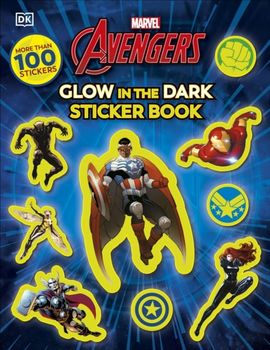 DK
MARVEL
AVENGERS
MORE THAN
100
STICKERS
GLOW IN THE DARK
STICKER BOOK